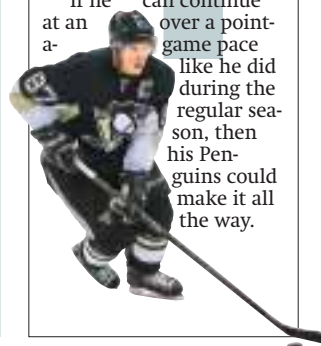 If he can continue
at an over a point-
a- game pace
like he did
during the
regular sea-
son, then
his Pen-
guins could
make it all
the way.
87
C